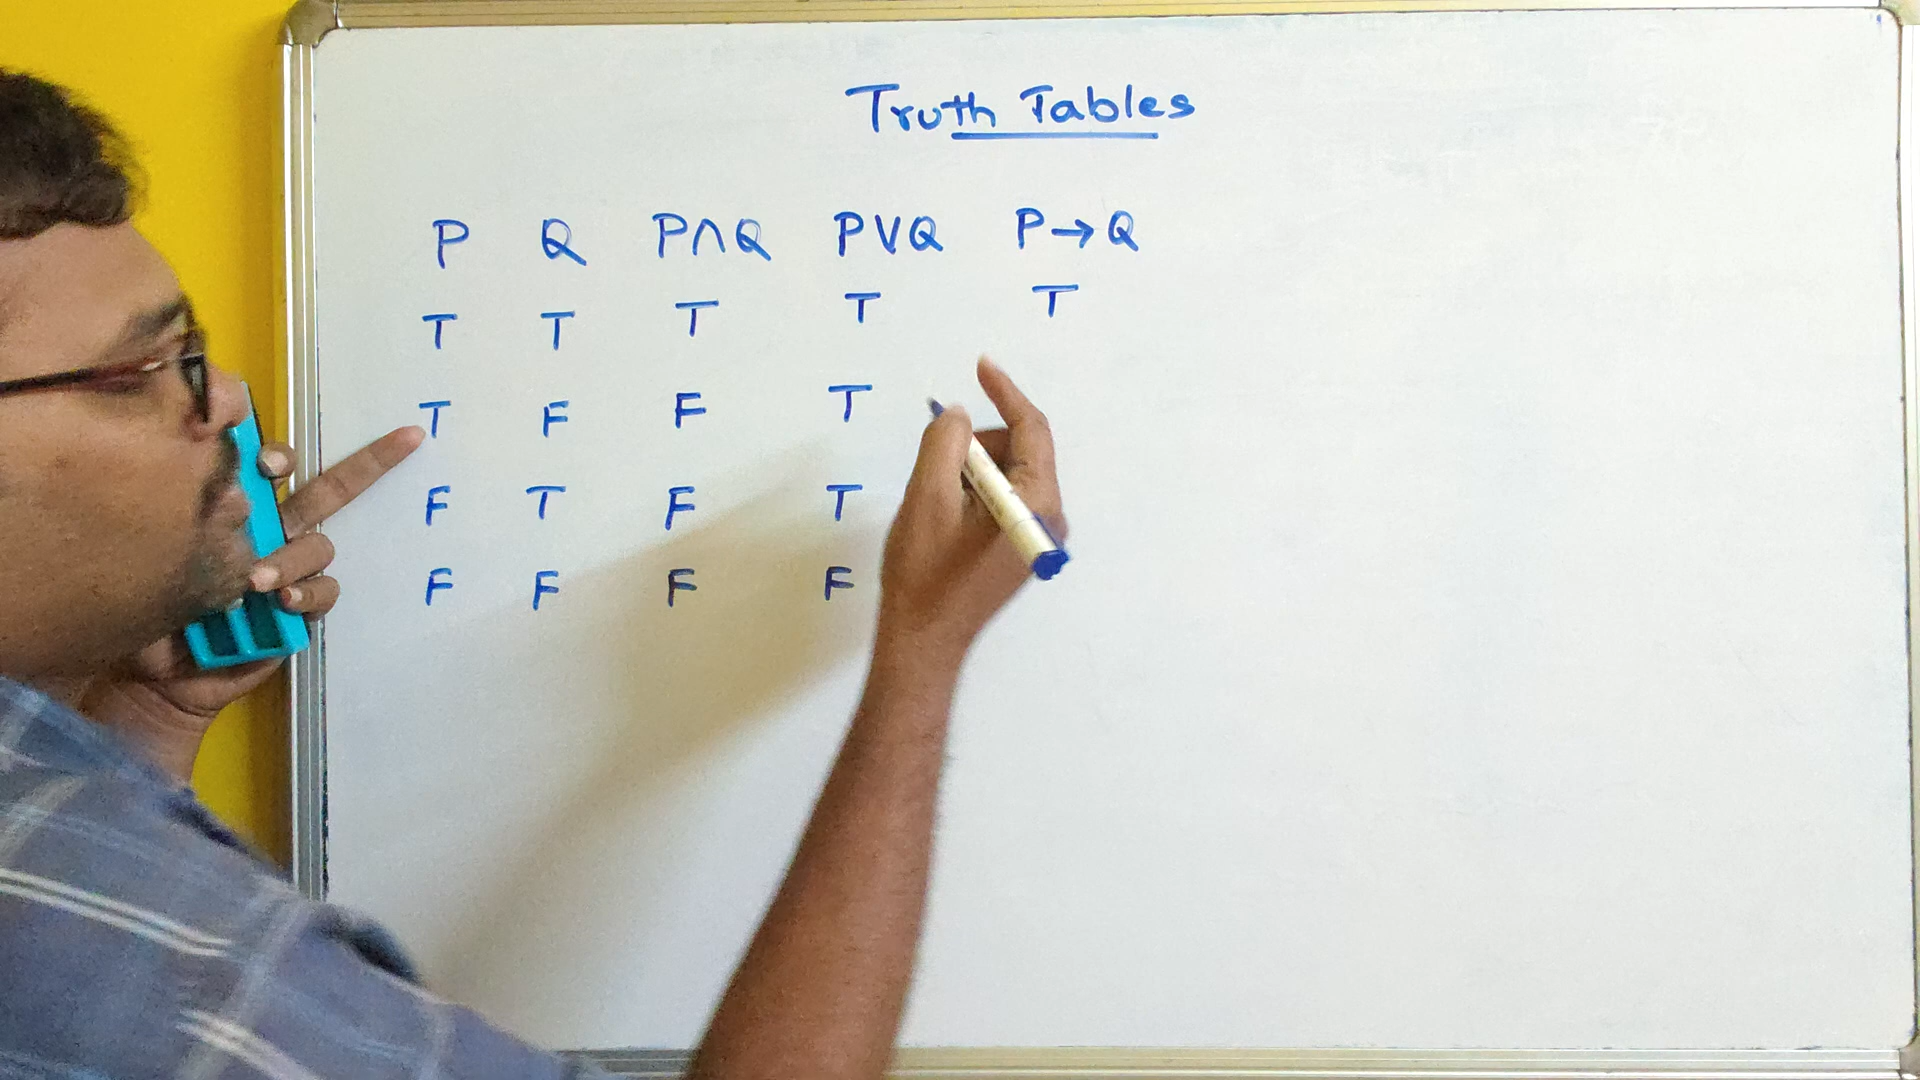 Truth Tables
P Q P∧Q P∨Q P→Q
T T T T T
T F F T
F T F T
F F F F